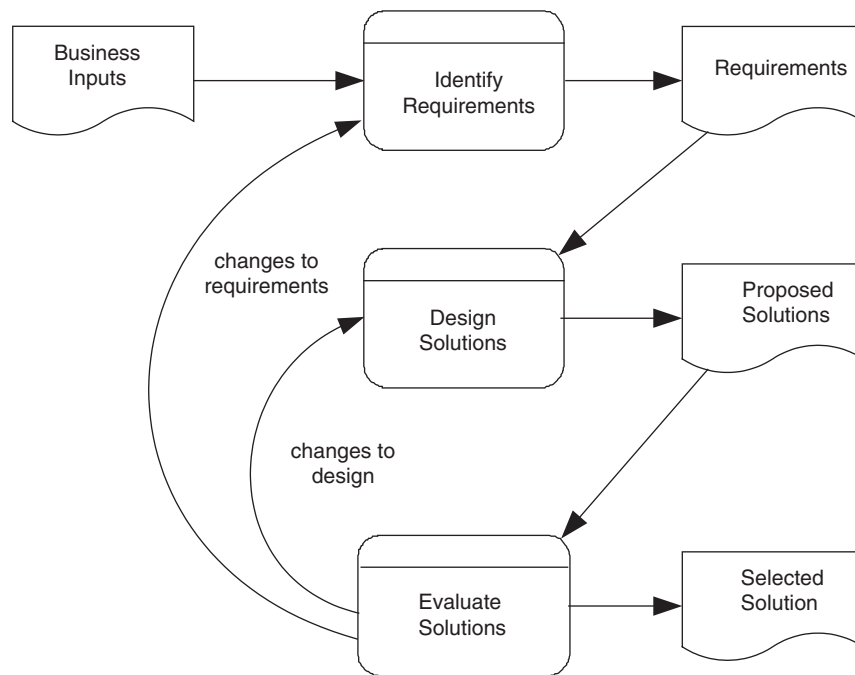 Business
Inputs
Identify
Requirements
Requirements
changes to
requirements
Design
Solutions
Proposed
Solutions
changes to
design
Evaluate
Solutions
Selected
Solution